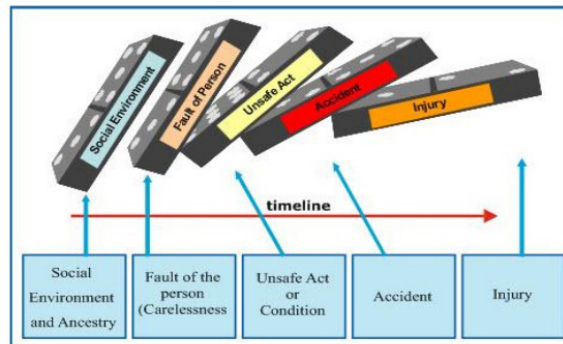 Social Environment
Fault of Person
Unsafe Act
Accident
Injury
timeline
Social
Environment
and Ancestry
Fault of the
person
(Carelessness
Unsafe Act
or
Condition
Accident
Injury